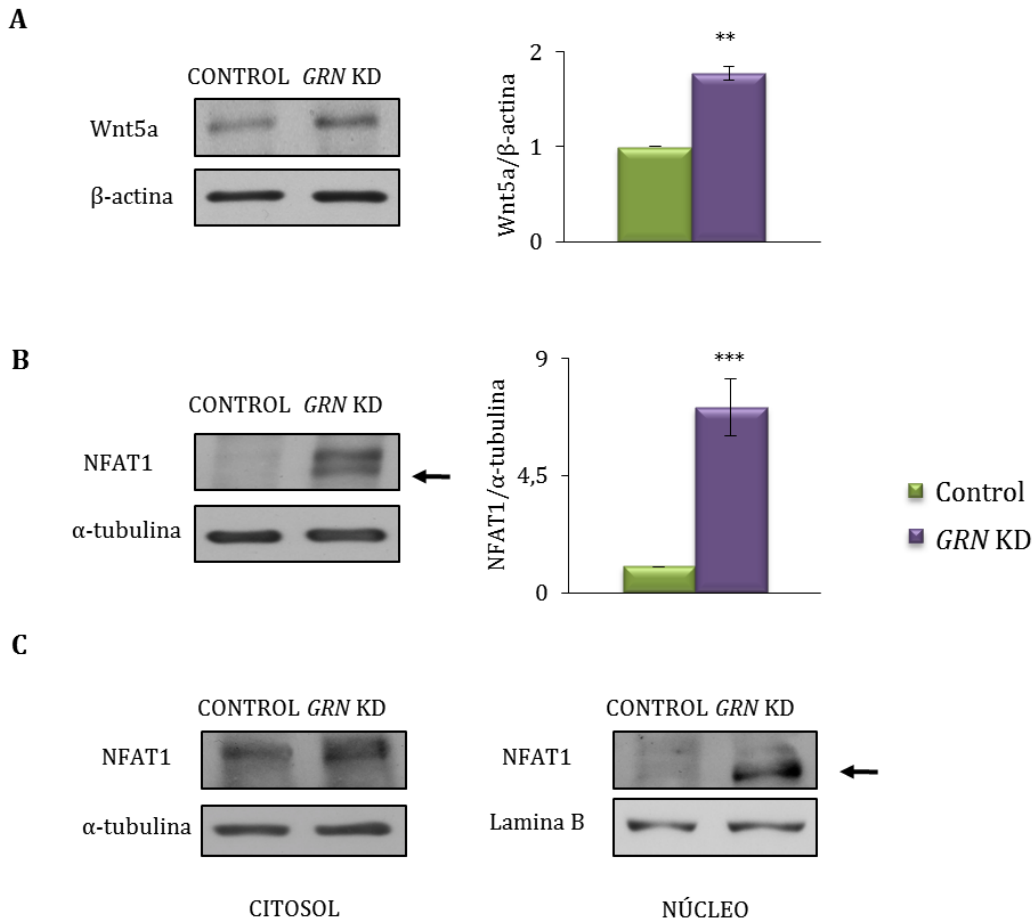 A
CONTROL GRN KD
Wnt5a
β-actina
Wnt5a/β-actina
2
1
0
**
B
CONTROL GRN KD
NFAT1
α-tubulina
NFAT1/α-tubulina
9
4,5
0
***
Control
GRN KD
C
CONTROL GRN KD
NFAT1
α-tubulina
CITOSOL
CONTROL GRN KD
NFAT1
Lamina B
NÚCLEO